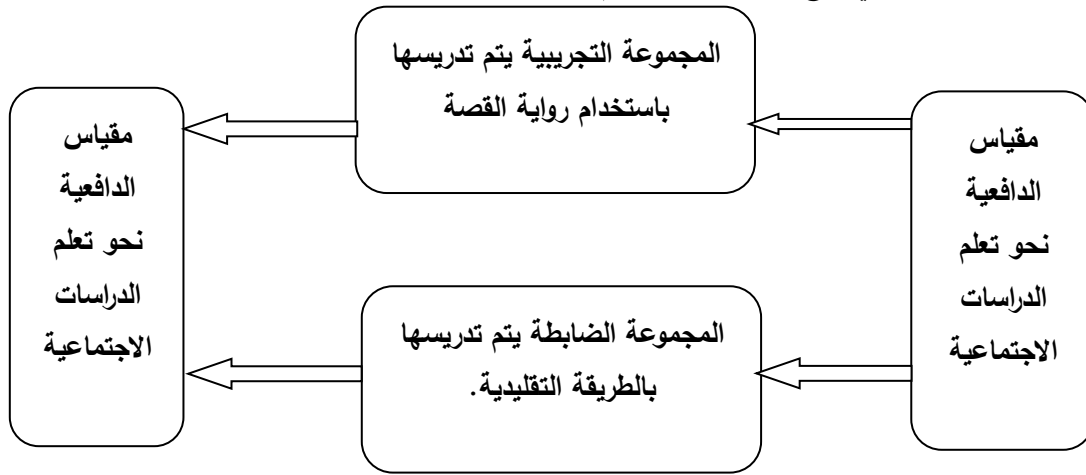 مقياس
الدافعية
نحو تعلم
الدراسات
الاجتماعية
المجموعة التجريبية يتم تدريسها
باستخدام رواية القصة
المجموعة الضابطة يتم تدريسها
بالطريقة التقليدية.
مقياس
الدافعية
نحو تعلم
الدراسات
الاجتماعية